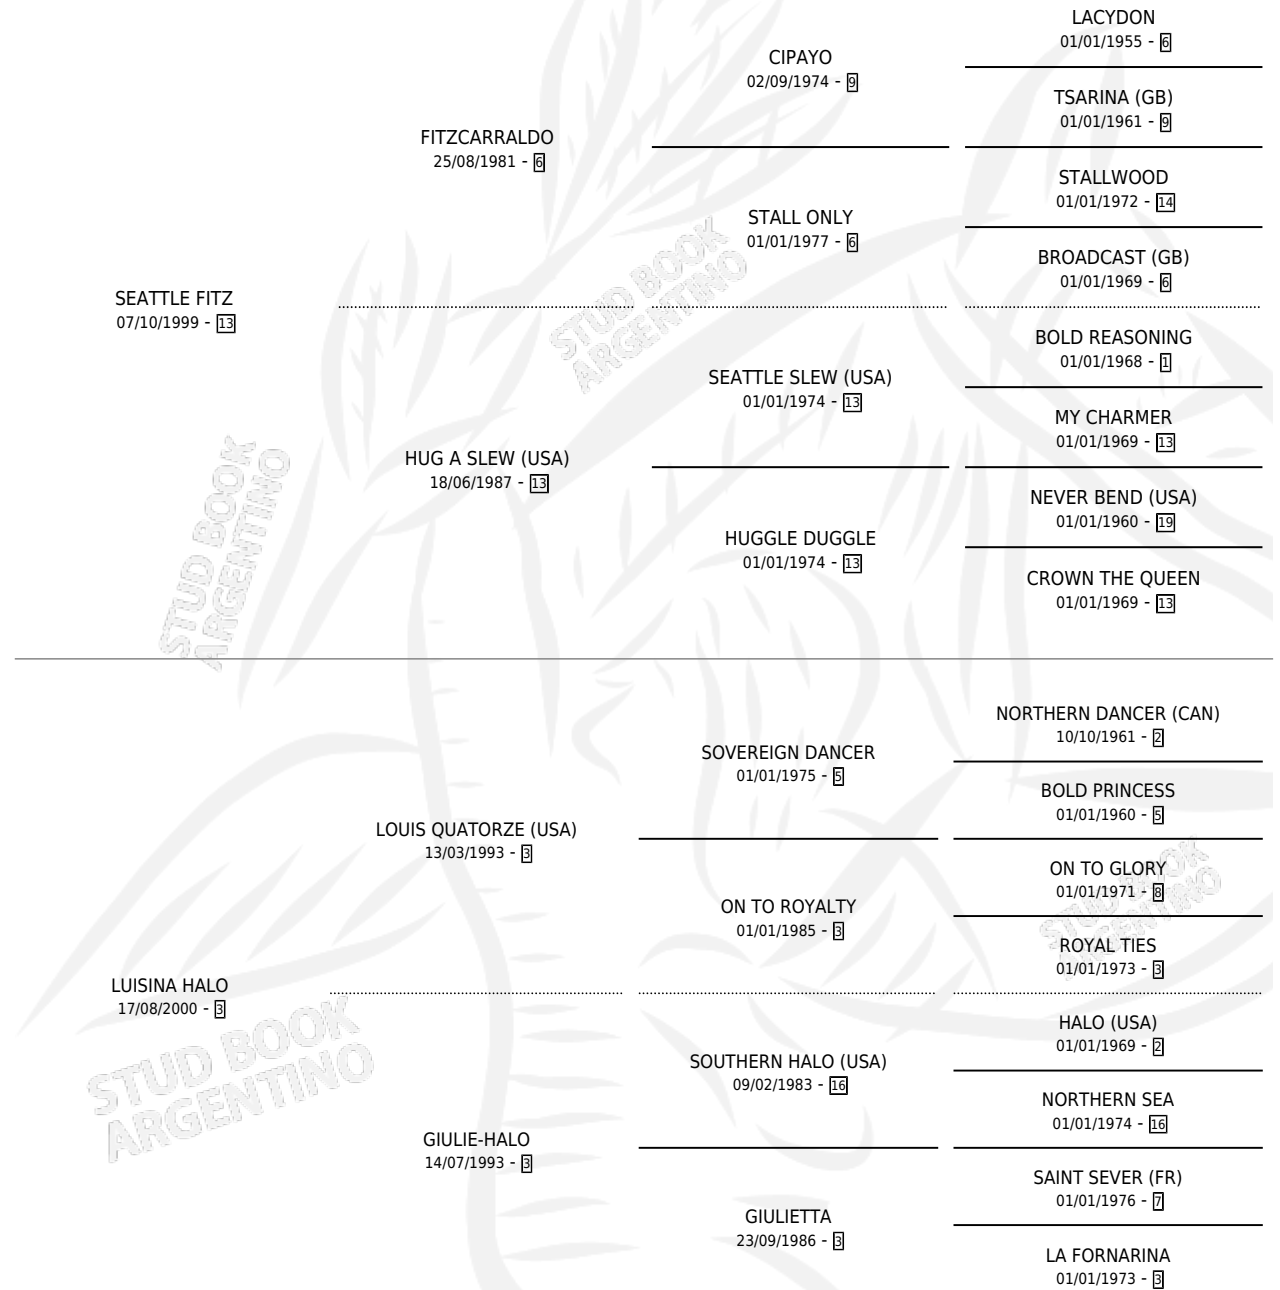 LACYDON
01/01/1955 - 6
CIPAYO
02/09/1974 - 9
TSARINA (GB)
01/01/1961 - 9
FITZCARRALDO
25/08/1981 - 6
STALLWOOD
01/01/1972 - 14
STALL ONLY
01/01/1977 - 6
BROADCAST (GB)
01/01/1969 - 6
SEATTLE FITZ
07/10/1999 - 13
STUD BOOK
ARGENTINO
BOLD REASONING
01/01/1968 - 1
SEATTLE SLEW (USA)
01/01/1974 - 13
MY CHARMER
01/01/1969 - 13
HUG A SLEW (USA)
18/06/1987 - 13
NEVER BEND (USA)
01/01/1960 - 19
HUGGLE DUGGLE
01/01/1974 - 13
CROWN THE QUEEN
01/01/1969 - 13
STUD BOOK
ARGENTINO
NORTHERN DANCER (CAN)
10/10/1961 - 2
SOVEREIGN DANCER
01/01/1975 - 5
BOLD PRINCESS
01/01/1960 - 5
LOUIS QUATORZE (USA)
13/03/1993 - 3
ON TO GLORY
01/01/1971 - 8
ON TO ROYALTY
01/01/1985 - 3
STUD BOOK
ARGENTINO
ROYAL TIES
01/01/1973 - 3
LUISINA HALO
17/08/2000 - 3
HALO (USA)
01/01/1969 - 2
SOUTHERN HALO (USA)
09/02/1983 - 16
STUD BOOK
ARGENTINO
NORTHERN SEA
01/01/1974 - 16
GIULIE-HALO
14/07/1993 - 3
SAINT SEVER (FR)
01/01/1976 - 7
GIULIETTA
23/09/1986 - 3
LA FORNARINA
01/01/1973 - 3